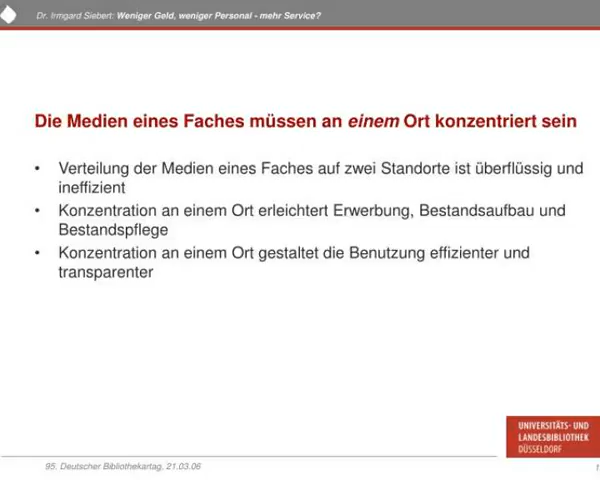 Dr. Irmgard Siebert: Weniger Geld, weniger Personal - mehr Service?
Die Medien eines Faches müssen an einem Ort konzentriert sein
• Verteilung der Medien eines Faches auf zwei Standorte ist überflüssig und
ineffizient
• Konzentration an einem Ort erleichtert Erwerbung, Bestandsaufbau und
Bestandspflege
• Konzentration an einem Ort gestaltet die Benutzung effizienter und
transparenter
UNIVERSITÄTS- UND
LANDESBIBLIOTHEK
DÜSSELDORF
95. Deutscher Bibliothekartag, 21.03.06